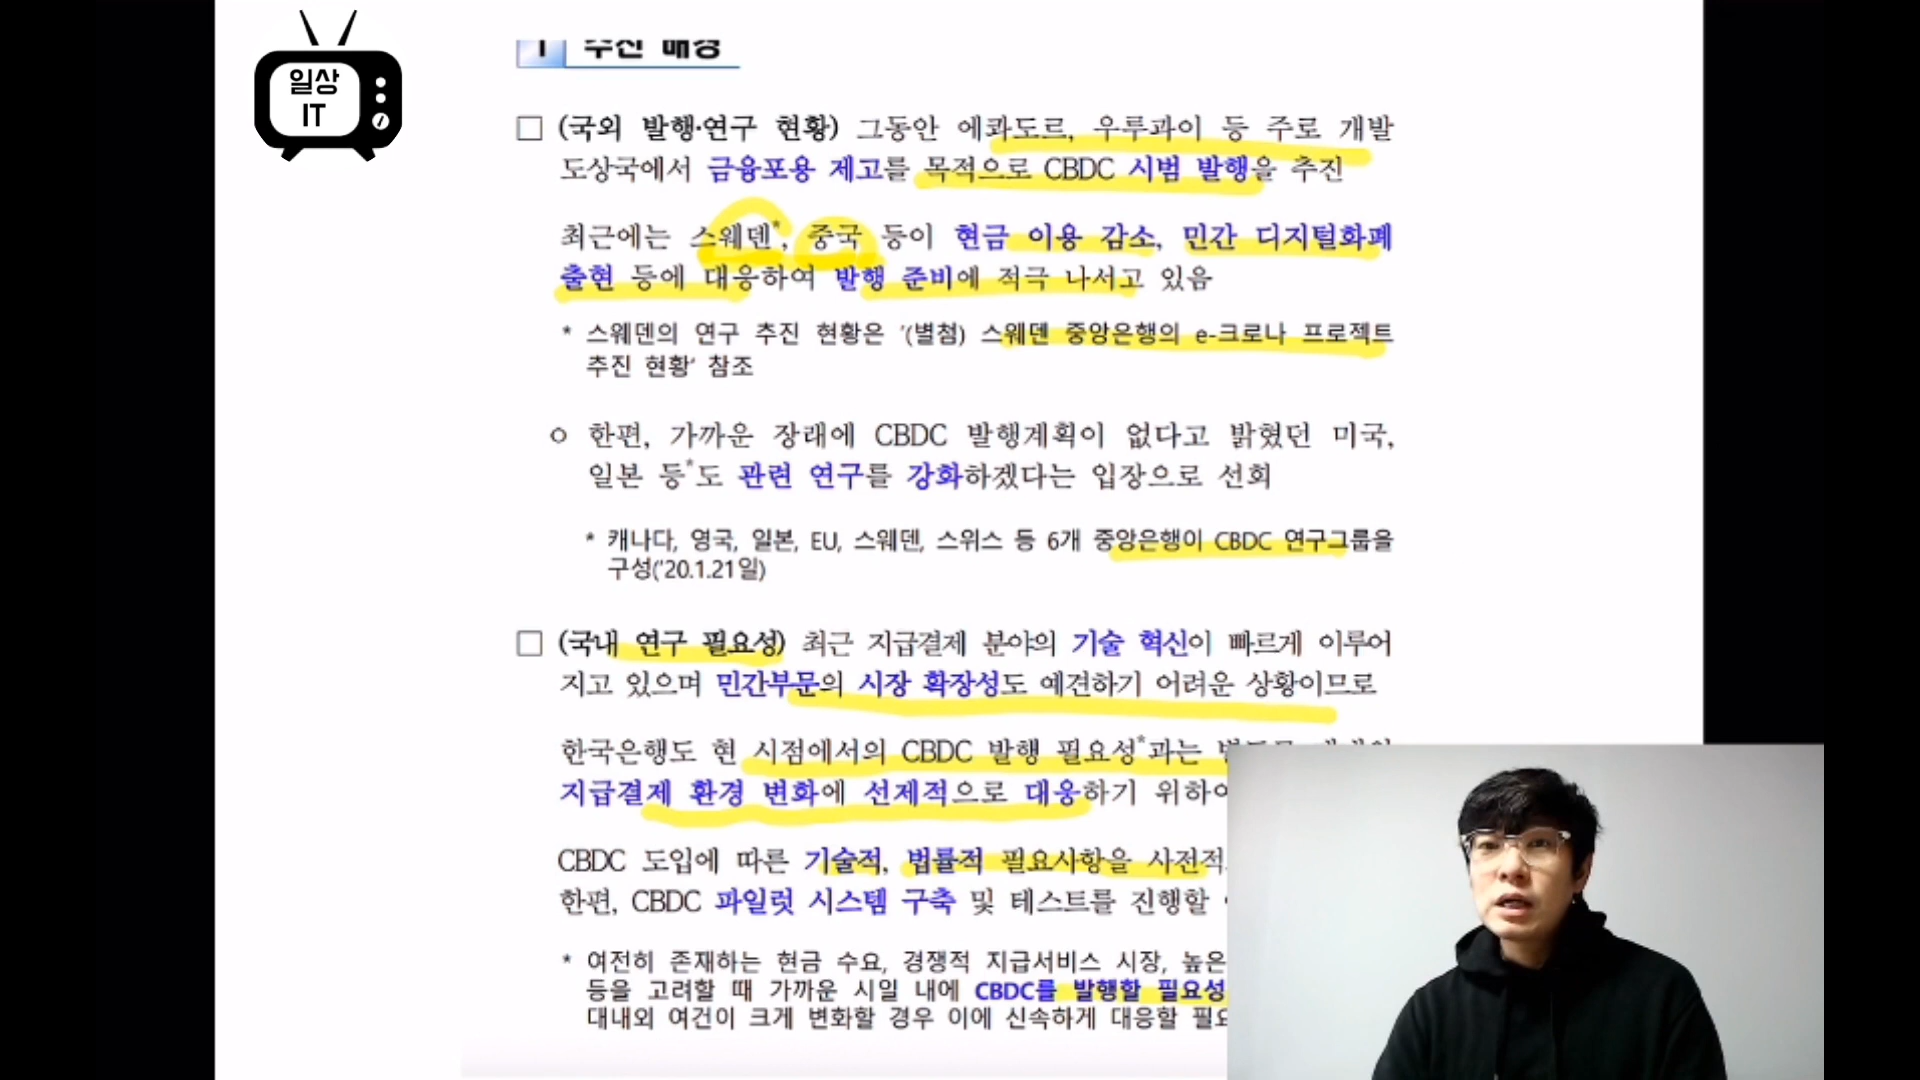 일상
IT
Ⅰ 추진 배경
□ (국외 발행·연구 현황) 그동안 에콰도르, 우루과이 등 주로 개발
도상국에서 금융포용 제고를 목적으로 CBDC 시범 발행을 추진
최근에는 스웨덴*, 중국 등이 현금 이용 감소, 민간 디지털화폐
출현 등에 대응하여 발행 준비에 적극 나서고 있음
* 스웨덴의 연구 추진 현황은 '(별첨) 스웨덴 중앙은행의 e-크로나 프로젝트
추진 현황' 참조
○ 한편, 가까운 장래에 CBDC 발행계획이 없다고 밝혔던 미국,
일본 등*도 관련 연구를 강화하겠다는 입장으로 선회
* 캐나다, 영국, 일본, EU, 스웨덴, 스위스 등 6개 중앙은행이 CBDC 연구그룹을
구성('20.1.21일)
□ (국내 연구 필요성) 최근 지급결제 분야의 기술 혁신이 빠르게 이루어
지고 있으며 민간부문의 시장 확장성도 예견하기 어려운 상황이므로
한국은행도 현 시점에서의 CBDC 발행 필요성*과는
지급결제 환경 변화에 선제적으로 대응하기 위하여
CBDC 도입에 따른 기술적, 법률적 필요사항을 사전적
한편, CBDC 파일럿 시스템 구축 및 테스트를 진행할
* 여전히 존재하는 현금 수요, 경쟁적 지급서비스 시장, 높은
등을 고려할 때 가까운 시일 내에 CBDC를 발행할 필요성
대내외 여건이 크게 변화할 경우 이에 신속하게 대응할 필요